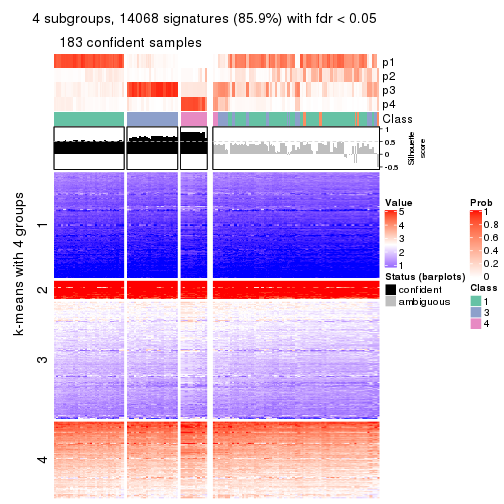 4 subgroups, 14068 signatures (85.9%) with fdr < 0.05
183 confident samples
p1
p2
p3
p4
Class
1
0.5
0
-0.5
Silhouette
score
k-means with 4 groups
1
2
3
4
Value
5
4
3
2
1
Status (barplots)
confident
ambiguous
Prob
1
0.8
0.6
0.4
0.2
0
Class
1
3
4